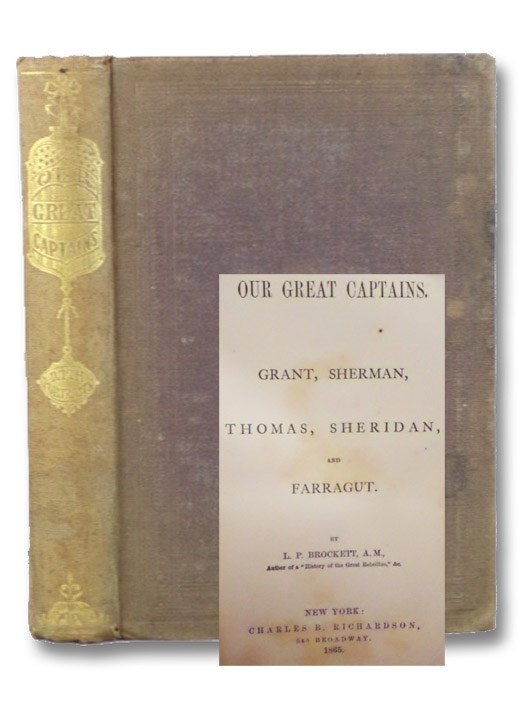 OUR
GREAT
CAPTAINS
OUR GREAT CAPTAINS.
GRANT, SHERMAN,
THOMAS, SHERIDAN,
AND
FARRAGUT.
BY
L. P. BROCKETT, A.M.,
Author of a "History of the Great Rebellion," &c.
NEW YORK:
CHARLES B. RICHARDSON,
540 BROADWAY.
1865.